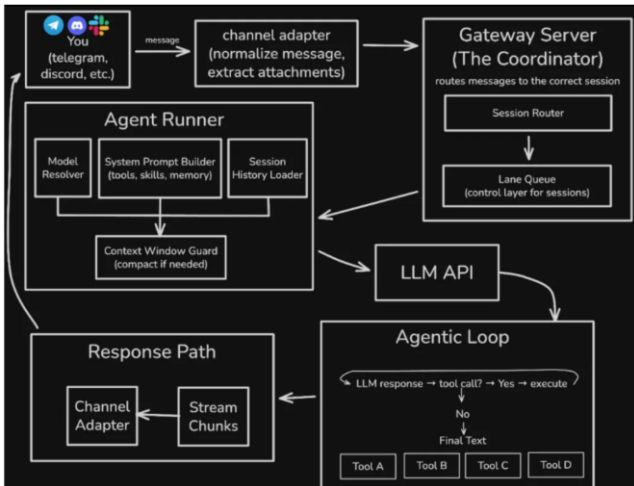 You
(telegram,
discord, etc.)
message
channel adapter
(normalize message,
extract attachments)
Gateway Server
(The Coordinator)
routes messages to the correct session
Session Router
Lane Queue
(control layer for sessions)
Agent Runner
Model
Resolver
System Prompt Builder
(tools, skills, memory)
Session
History Loader
Context Window Guard
(compact if needed)
LLM API
Agentic Loop
LLM response → tool call? → Yes → execute
No
Final Text
Tool A
Tool B
Tool C
Tool D
Response Path
Channel
Adapter
Stream
Chunks